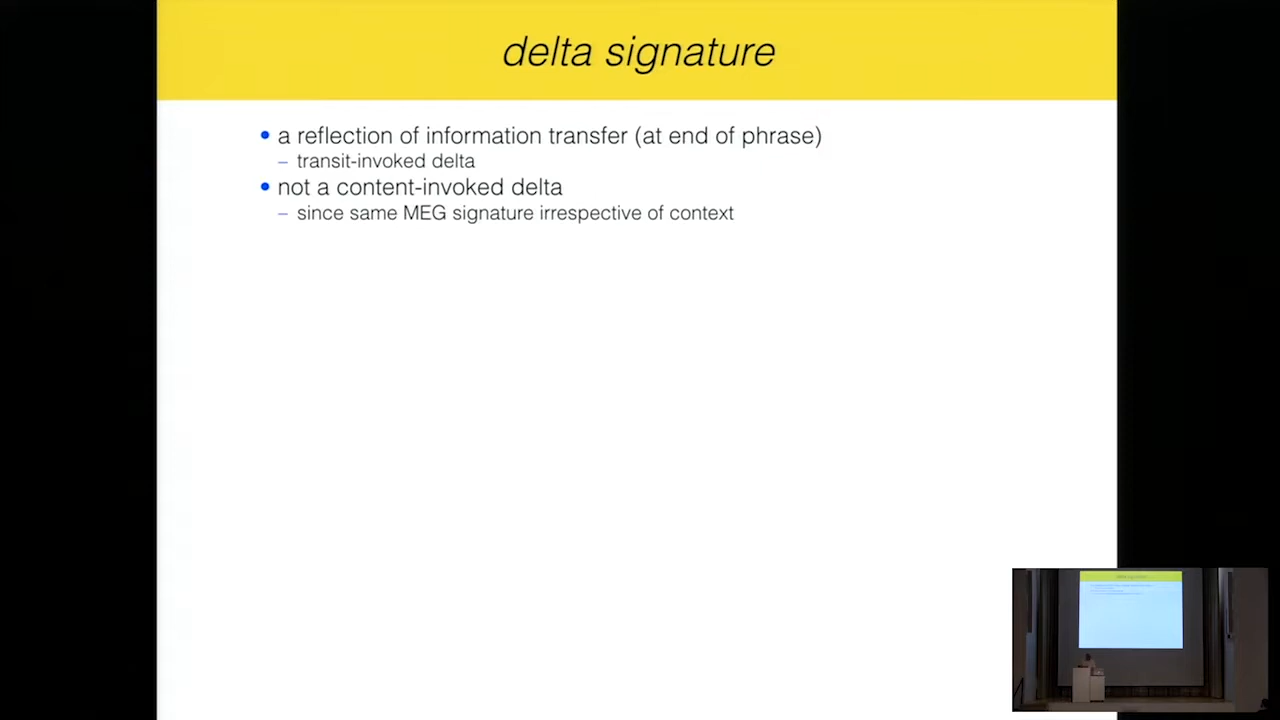 delta signature
• a reflection of information transfer (at end of phrase)
– transit-invoked delta
• not a content-invoked delta
– since same MEG signature irrespective of context